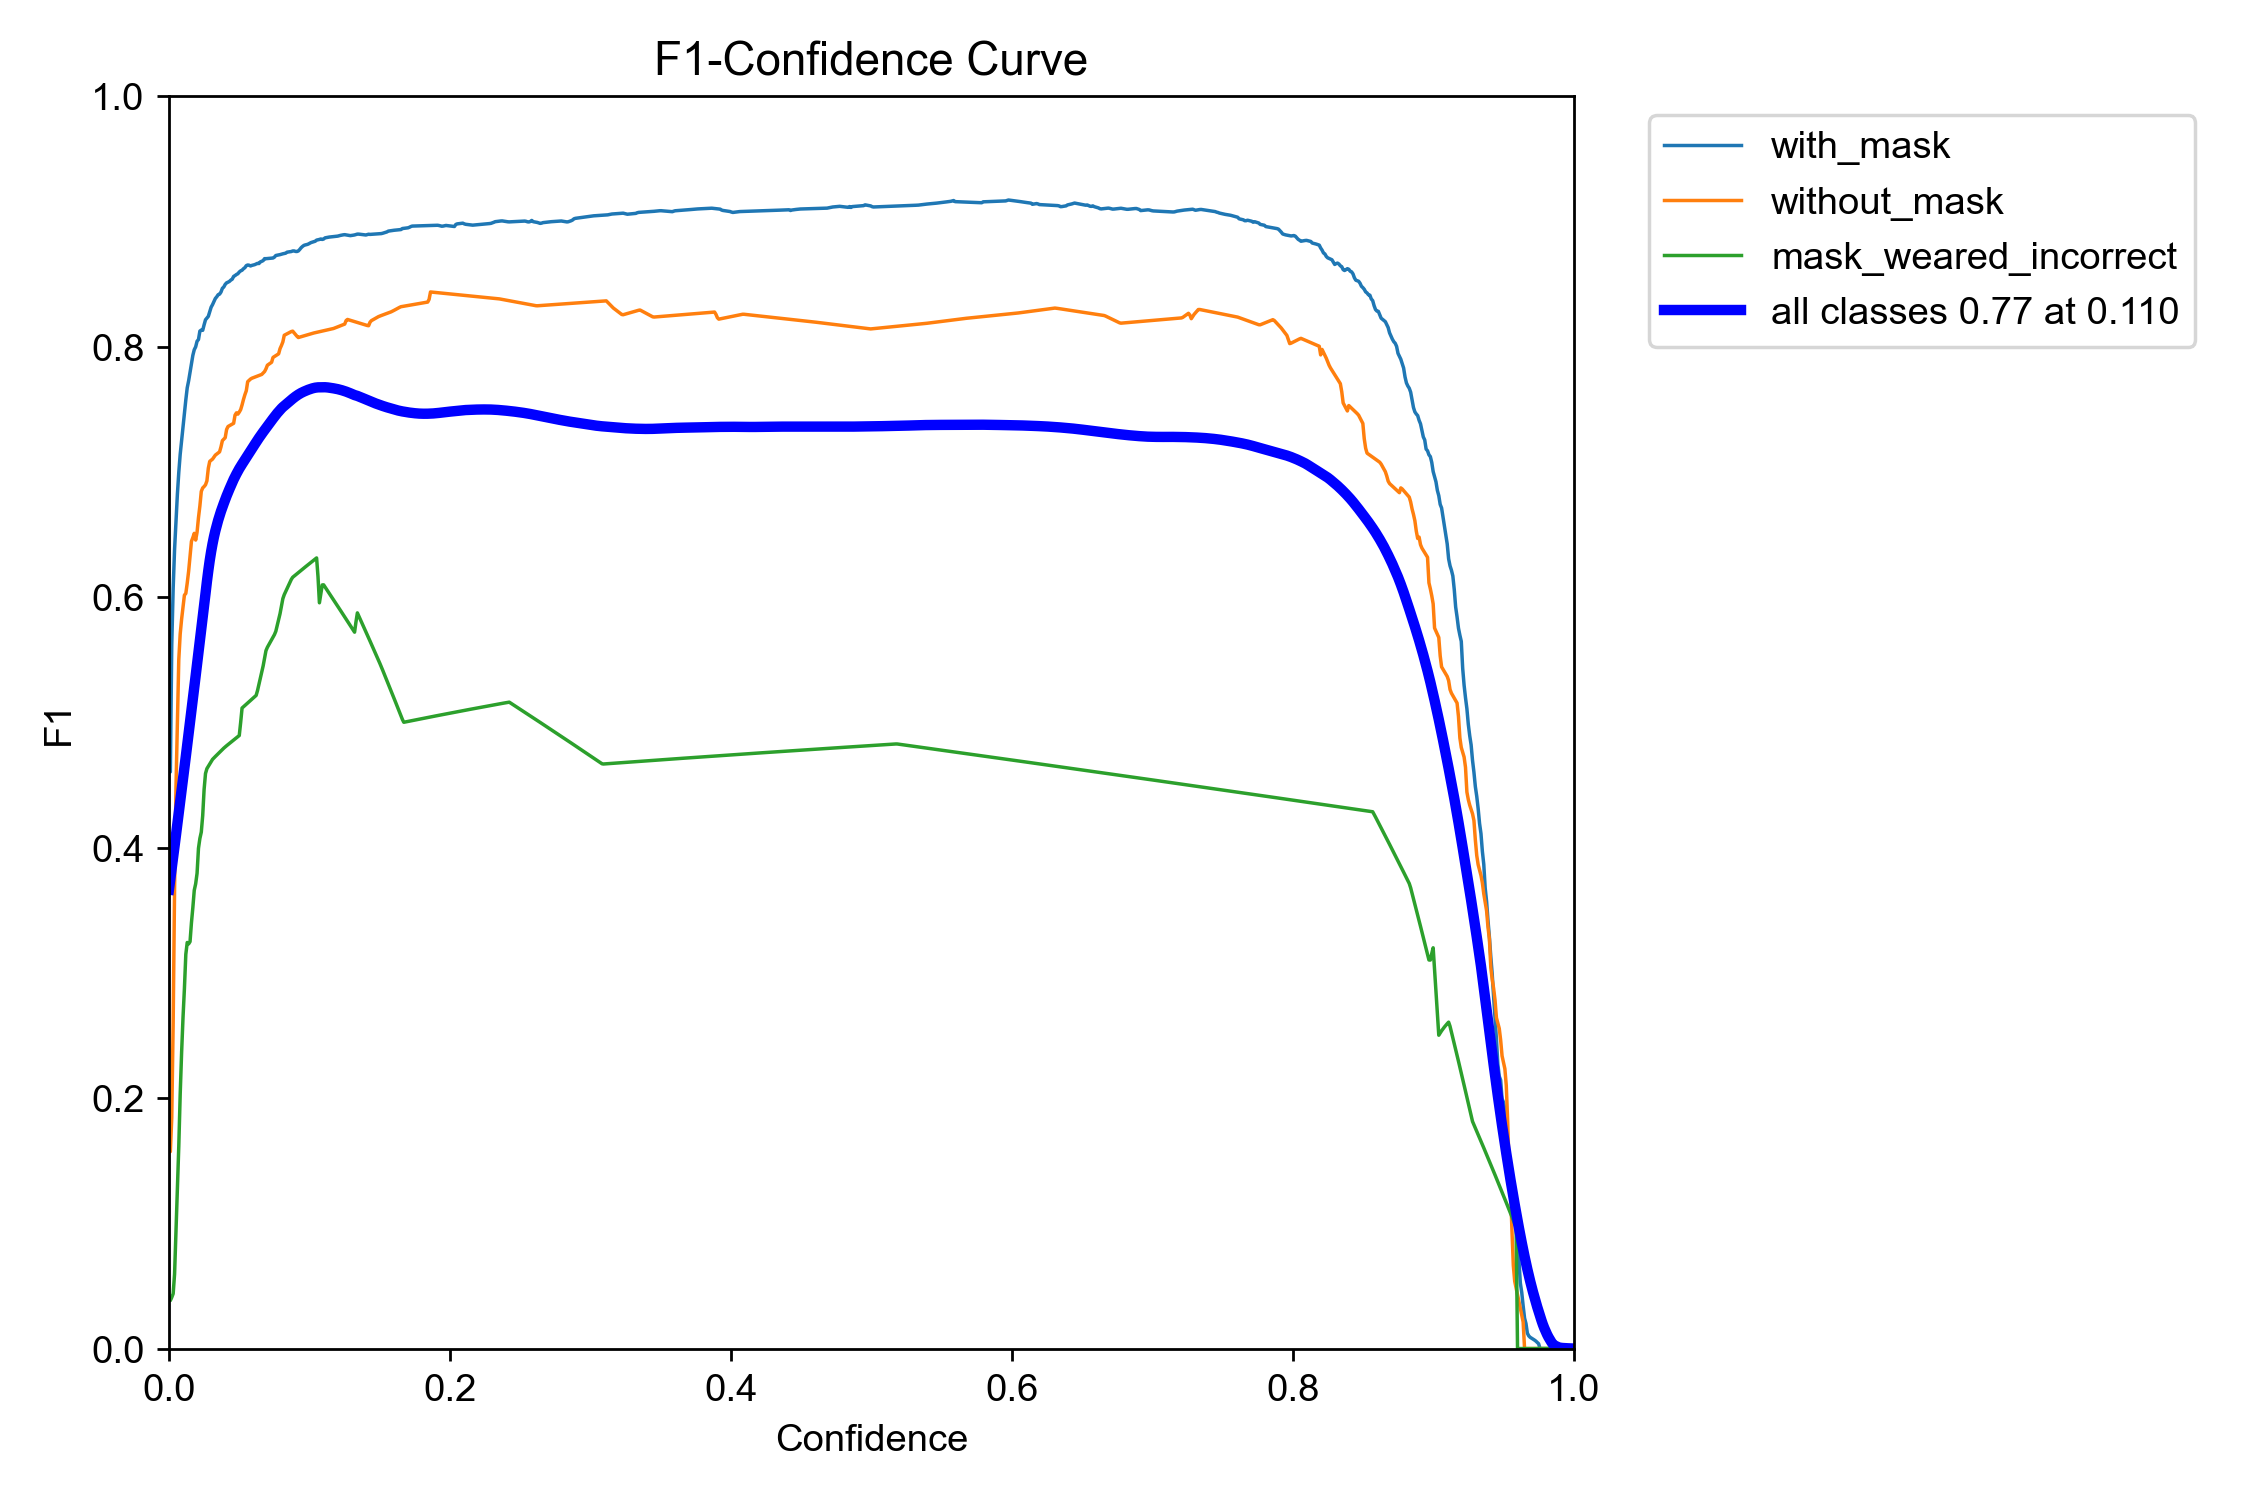 F1-Confidence Curve
1.0
0.8
0.6
0.4
0.2
0.0
F1
0.0 0.2 0.4 0.6 0.8 1.0
Confidence
with_mask
without_mask
mask_weared_incorrect
all classes 0.77 at 0.110